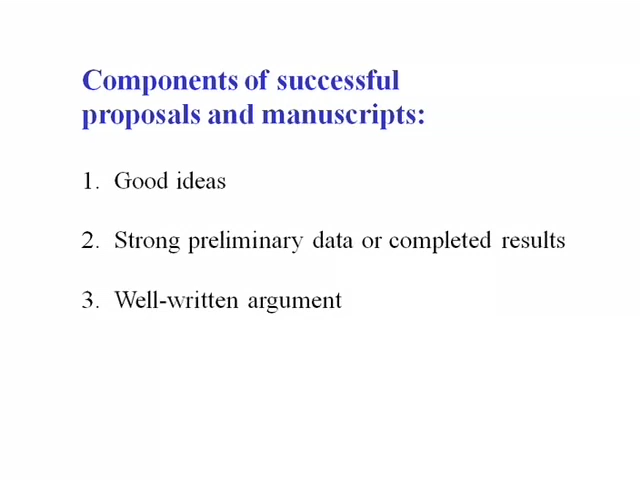 Components of successful
proposals and manuscripts:
1. Good ideas
2. Strong preliminary data or completed results
3. Well-written argument